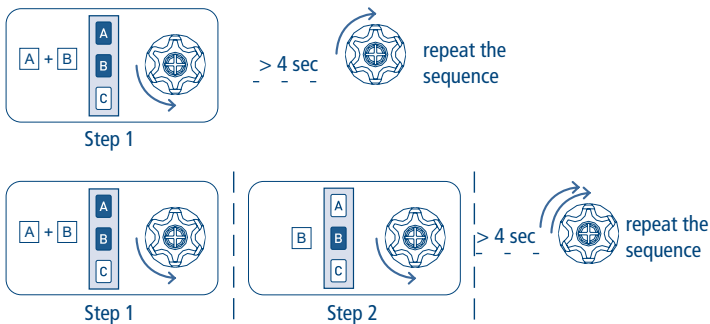 A + B
A
B
C
> 4 sec
repeat the
sequence
Step 1
A + B
A
B
C
B
A
B
C
> 4 sec
repeat the
sequence
Step 1
Step 2